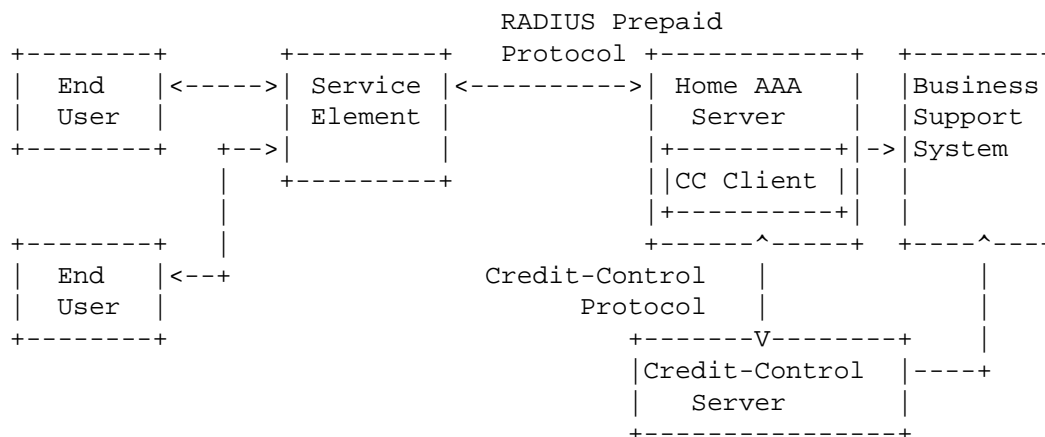 RADIUS Prepaid
Protocol
End Service Home AAA Business
User Element Server Support
System
CC Client
End Credit-Control
User Protocol
Credit-Control
Server